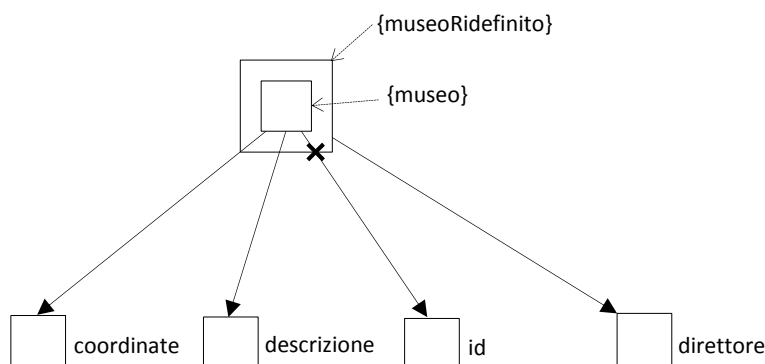 {museoRidefinito}
{museo}
coordinate
descrizione
id
direttore